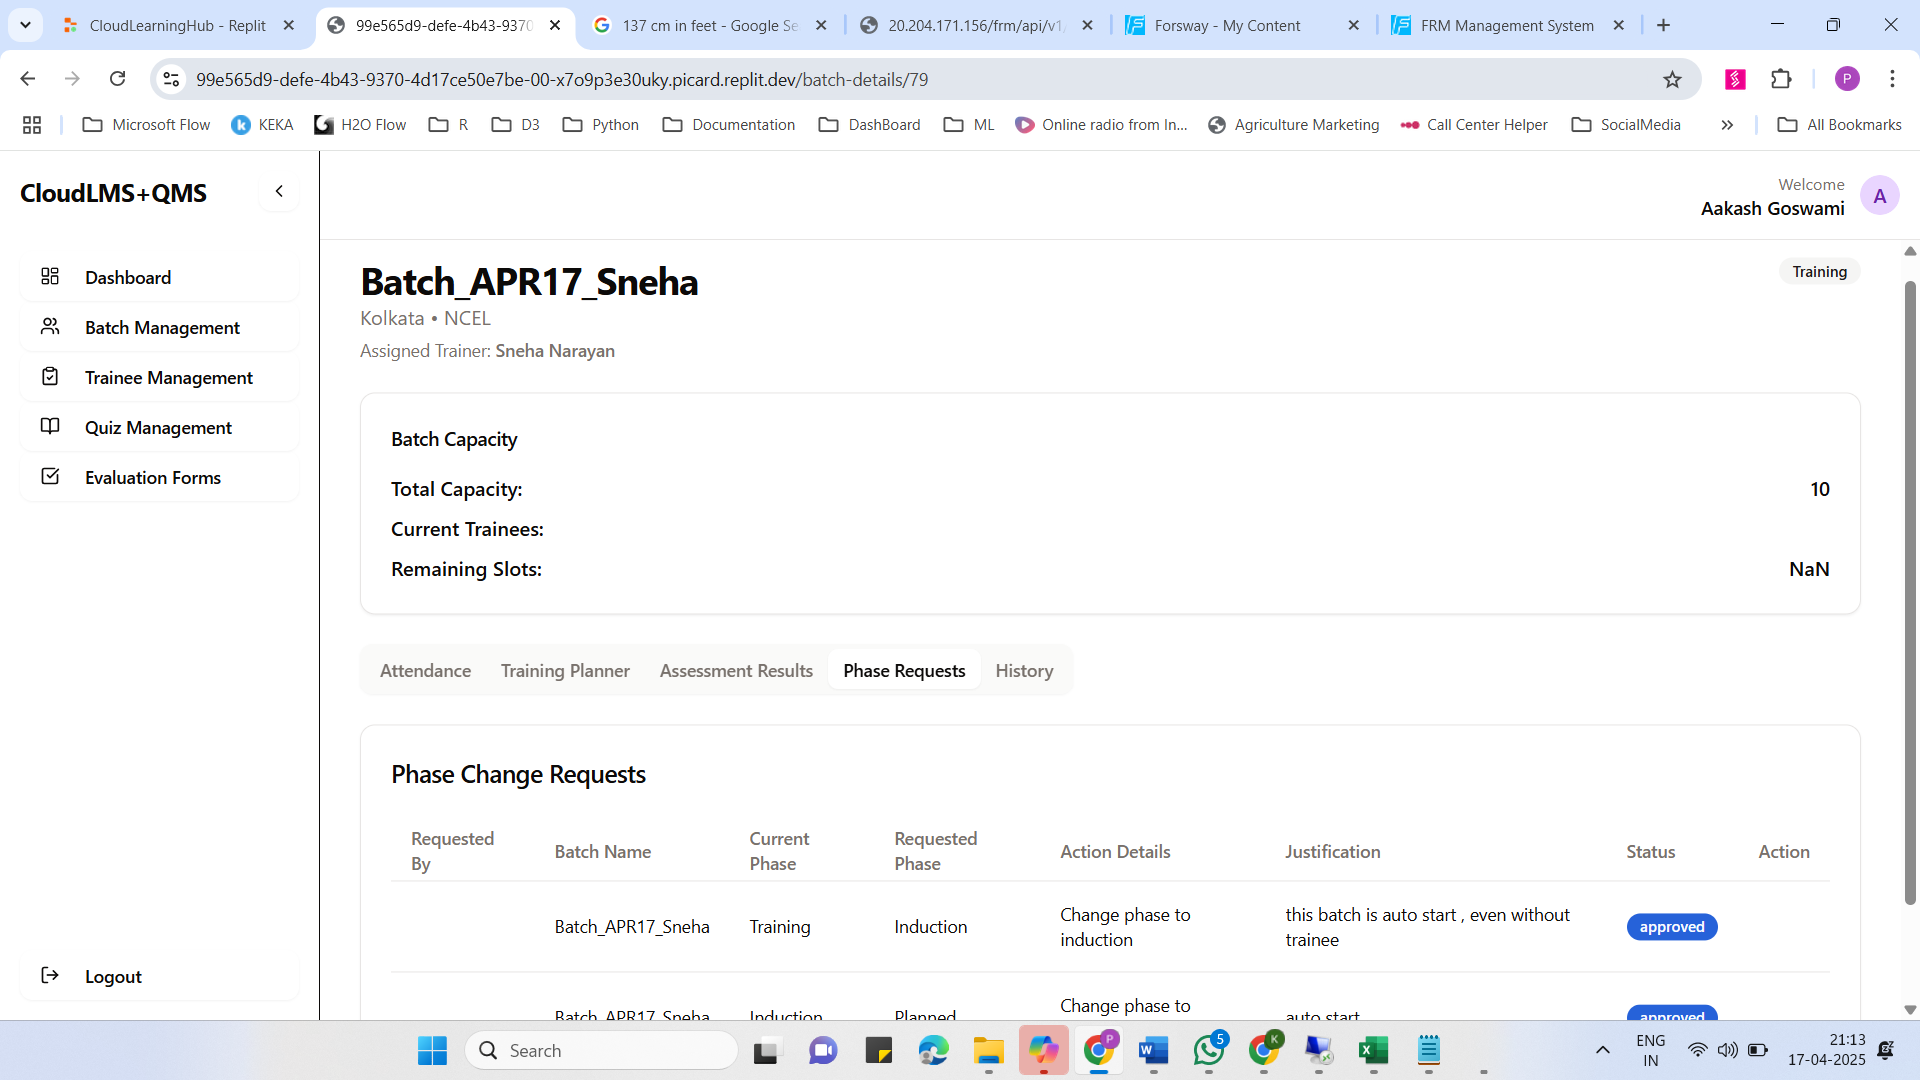 CloudLearningHub - Replit
99e565d9-defe-4b43-9370
137 cm in feet - Google Se
20.204.171.156/frm/api/v1/
Forsway - My Content
FRM Management System
99e565d9-defe-4b43-9370-4d17ce50e7be-00-x7o9p3e30uky.picard.replit.dev/batch-details/79
P
Microsoft Flow
KEKA
H2O Flow
R
D3
Python
Documentation
DashBoard
ML
Online radio from In...
Agriculture Marketing
Call Center Helper
SocialMedia
All Bookmarks
CloudLMS+QMS
Welcome
Aakash Goswami
A
Dashboard
Batch Management
Trainee Management
Quiz Management
Evaluation Forms
Logout
Batch_APR17_Sneha
Training
Kolkata • NCEL
Assigned Trainer: Sneha Narayan
Batch Capacity
Total Capacity: 10
Current Trainees:
Remaining Slots: NaN
Attendance
Training Planner
Assessment Results
Phase Requests
History
Phase Change Requests
Requested By
Batch Name
Current Phase
Requested Phase
Action Details
Justification
Status
Action
Batch_APR17_Sneha
Training
Induction
Change phase to
induction
this batch is auto start , even without
trainee
approved
Batch_APR17_Sneha
Induction
Planned
Change phase to
auto start
approved
Search
5
P
K
ENG
IN
21:13
17-04-2025